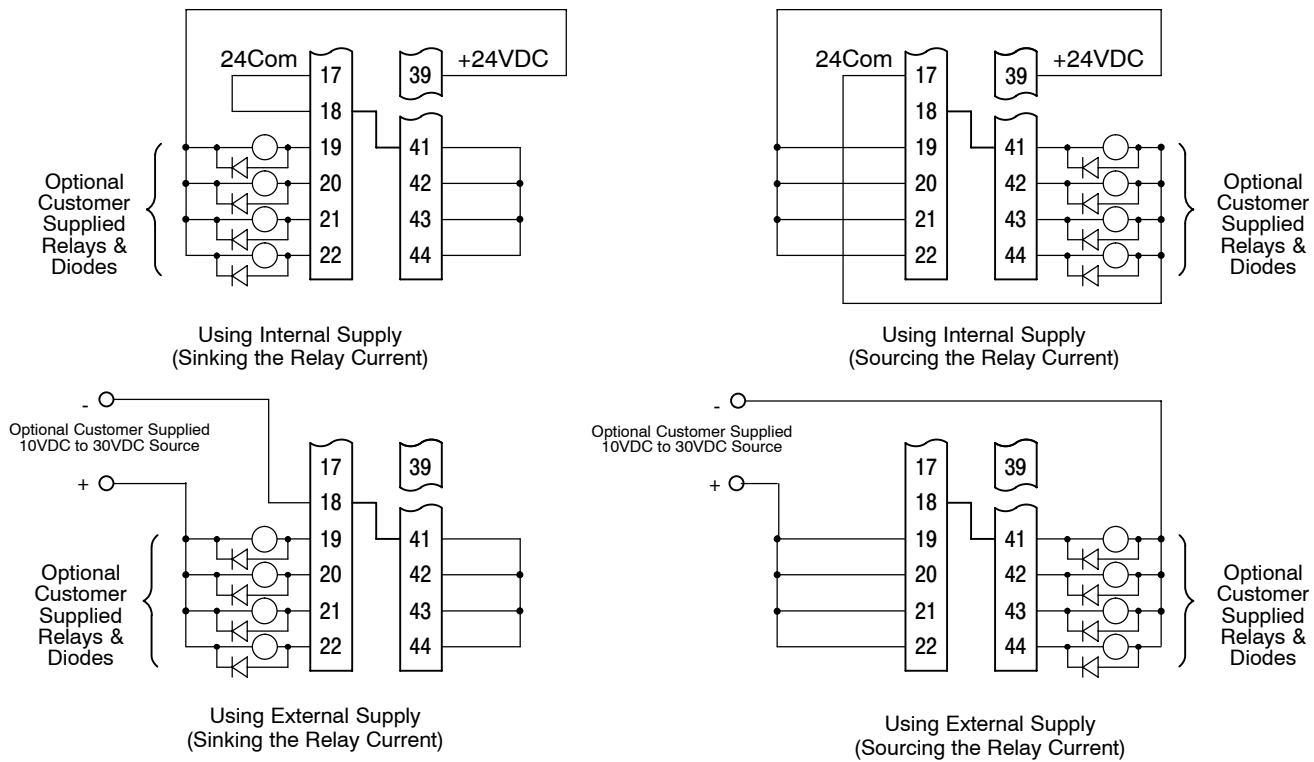 24Com
17
39
+24VDC
18
19
41
20
42
21
43
22
44
Optional
Customer
Supplied
Relays &
Diodes
Using Internal Supply
(Sinking the Relay Current)
24Com
17
39
+24VDC
18
19
41
20
42
21
43
22
44
Optional
Customer
Supplied
Relays &
Diodes
Using Internal Supply
(Sourcing the Relay Current)
-
Optional Customer Supplied
10VDC to 30VDC Source
+
17
39
18
19
41
20
42
21
43
22
44
Optional
Customer
Supplied
Relays &
Diodes
Using External Supply
(Sinking the Relay Current)
-
Optional Customer Supplied
10VDC to 30VDC Source
+
17
39
18
19
41
20
42
21
43
22
44
Optional
Customer
Supplied
Relays &
Diodes
Using External Supply
(Sourcing the Relay Current)